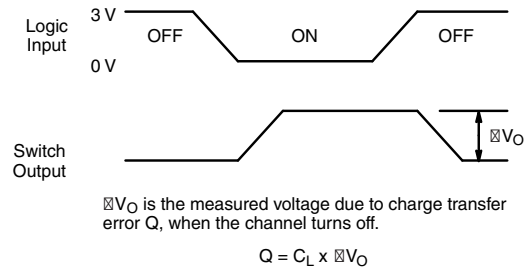 Logic
Input
3 V
0 V
OFF
ON
OFF
Switch
Output
☒VO
☒VO is the measured voltage due to charge transfer
error Q, when the channel turns off.
Q = CL x ☒VO